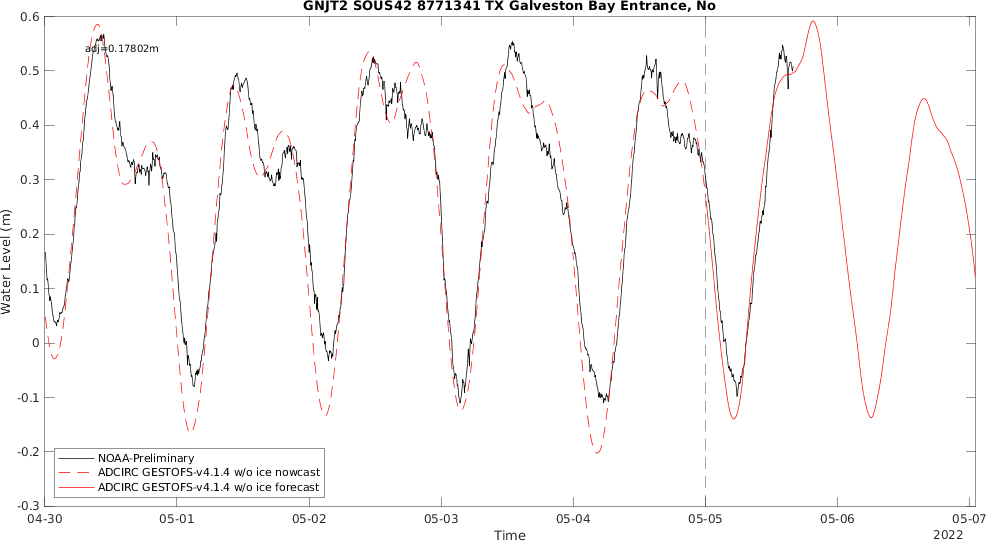 GNJT2 SOUS42 8771341 TX Galveston Bay Entrance, No
adj=0.17802m
0.6
0.5
0.4
0.3
0.2
0.1
0
-0.1
-0.2
-0.3
Water Level (m)
NOAA-Preliminary
ADCIRC GESTOFS-v4.1.4 w/o ice nowcast
ADCIRC GESTOFS-v4.1.4 w/o ice forecast
04-30 05-01 05-02 05-03 05-04 05-05 05-06 05-07
Time
2022